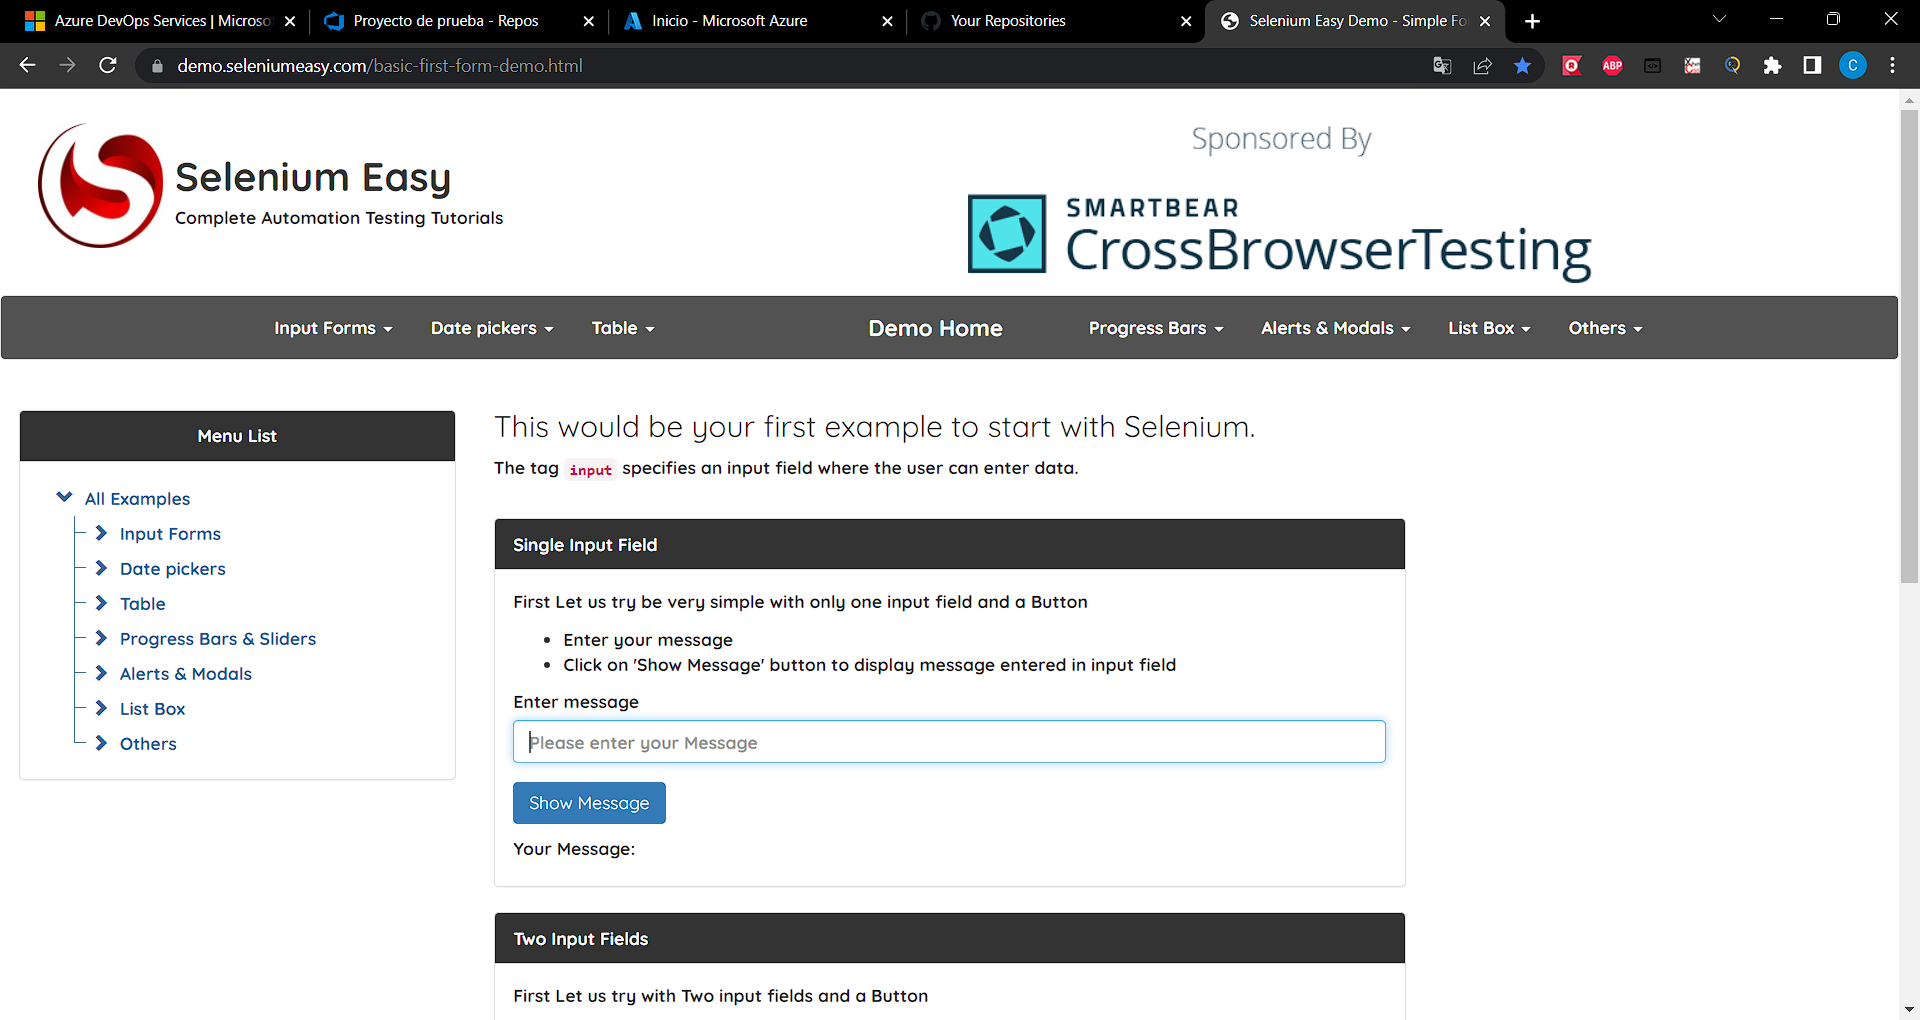 Azure DevOps Services | Microso
Proyecto de prueba - Repos
Inicio - Microsoft Azure
Your Repositories
Selenium Easy Demo - Simple Fo
demo.seleniumeasy.com/basic-first-form-demo.html
ABP
C
Selenium Easy
Complete Automation Testing Tutorials
Sponsored By
SMARTBEAR
CrossBrowserTesting
Input Forms
Date pickers
Table
Demo Home
Progress Bars
Alerts & Modals
List Box
Others
Menu List
All Examples
Input Forms
Date pickers
Table
Progress Bars & Sliders
Alerts & Modals
List Box
Others
This would be your first example to start with Selenium.
The tag input specifies an input field where the user can enter data.
Single Input Field
First Let us try be very simple with only one input field and a Button
Enter your message
Click on 'Show Message' button to display message entered in input field
Enter message
Please enter your Message
Show Message
Your Message:
Two Input Fields
First Let us try with Two input fields and a Button